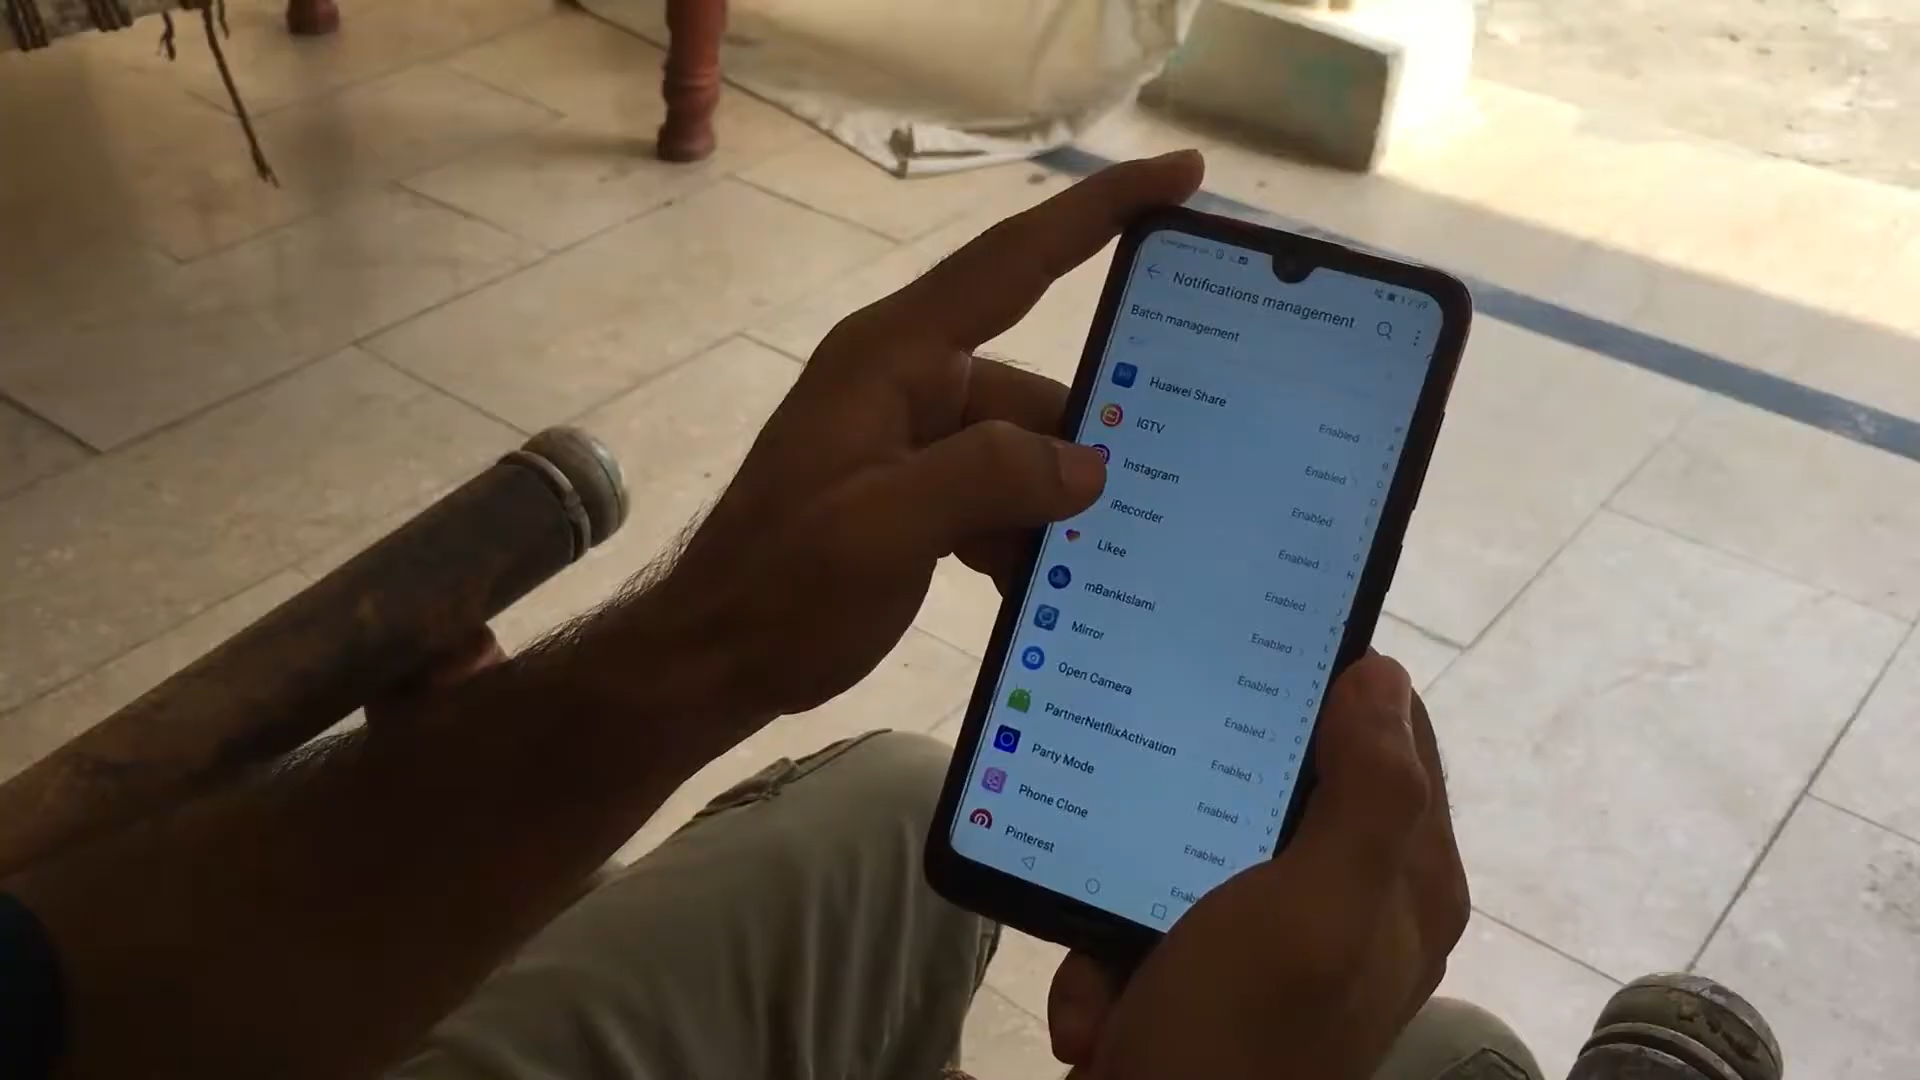 Notifications management
Batch management
Huawei Share Enabled
IGTV Enabled
Instagram Enabled
iRecorder Enabled
Likee Enabled
mBankIslami Enabled
Mirror Enabled
Open Camera Enabled
PartnerNetflixActivation Enabled
Party Mode Enabled
Phone Clone Enabled
Pinterest